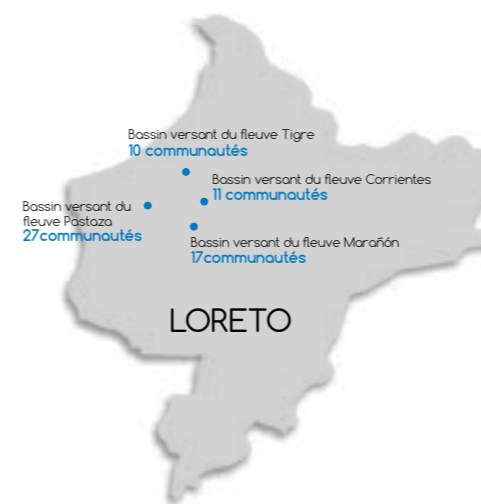 Bassin versant du fleuve Tigre
10 communautés
Bassin versant du fleuve Corrientes
11 communautés
Bassin versant du
fleuve Pastaza
27communautés
Bassin versant du fleuve Marañón
17communautés
LORETO